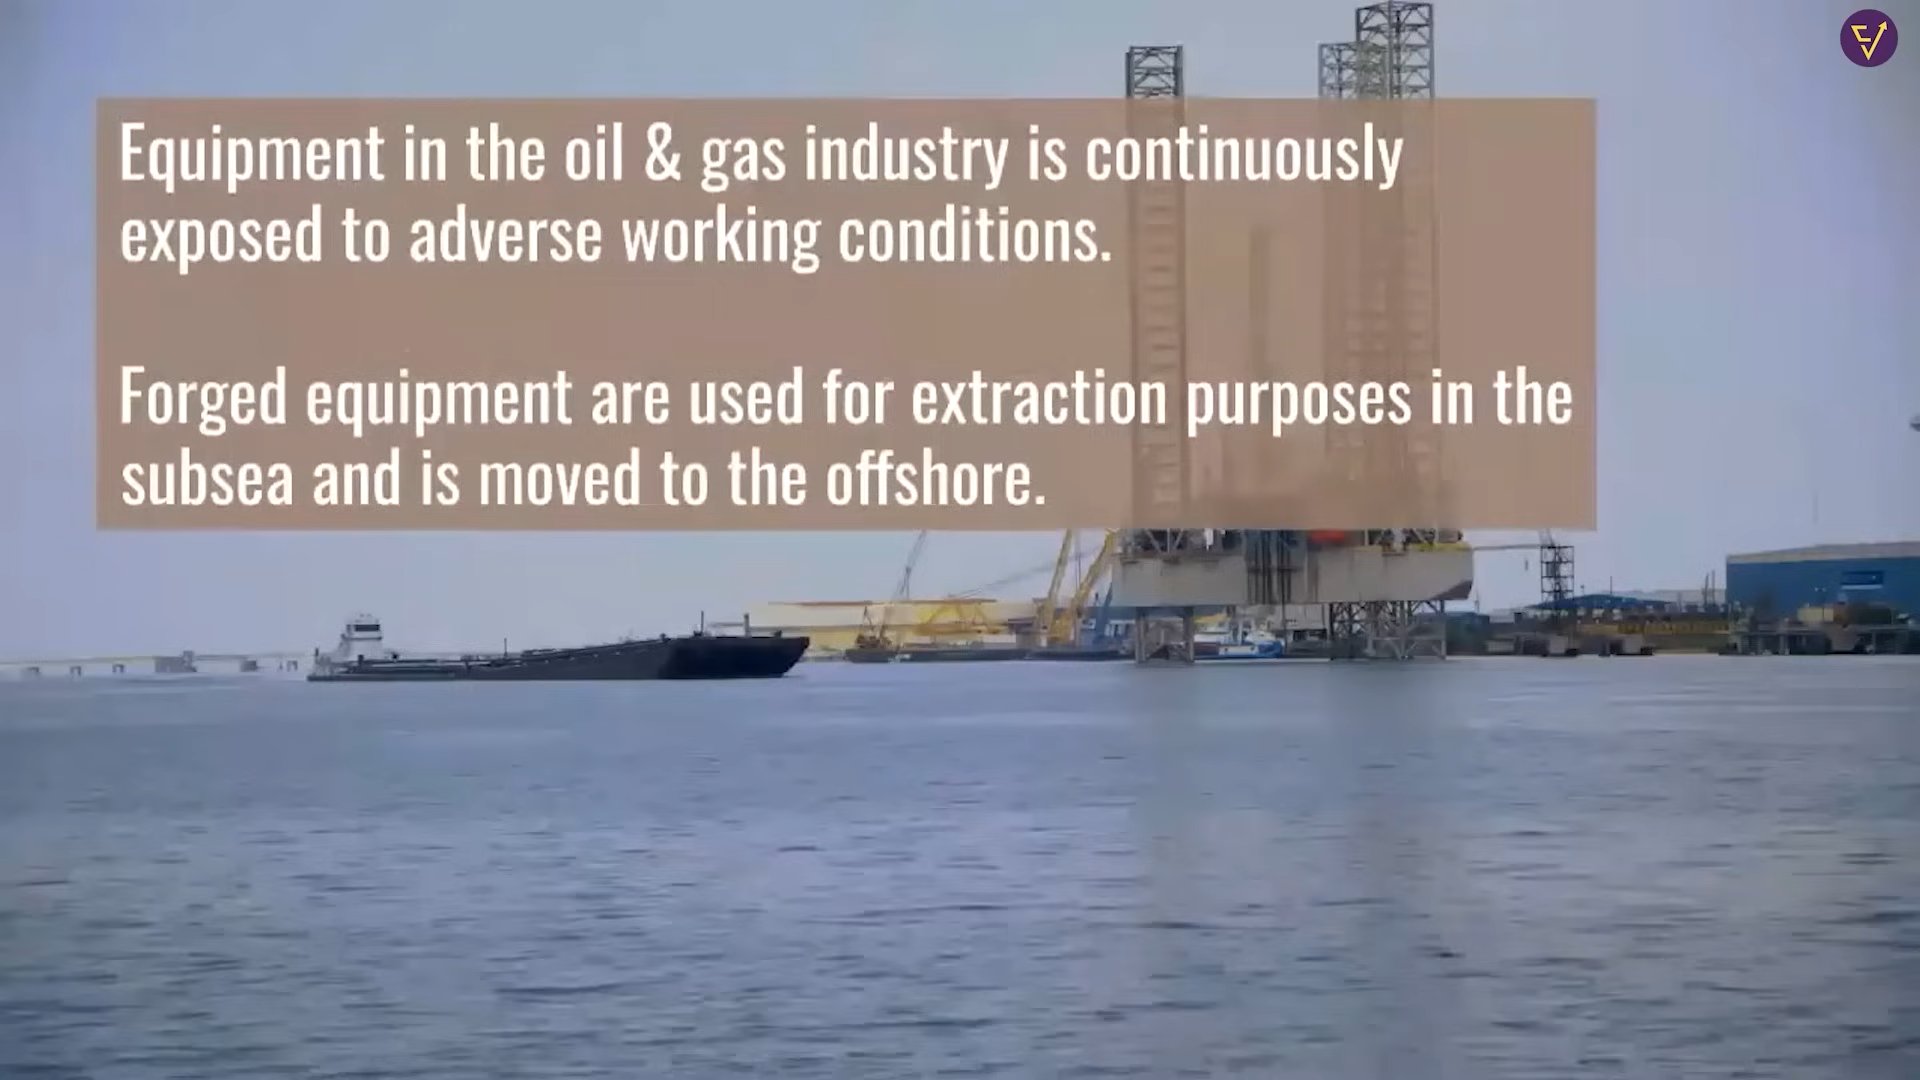 Equipment in the oil & gas industry is continuously
exposed to adverse working conditions.
Forged equipment are used for extraction purposes in the
subsea and is moved to the offshore.